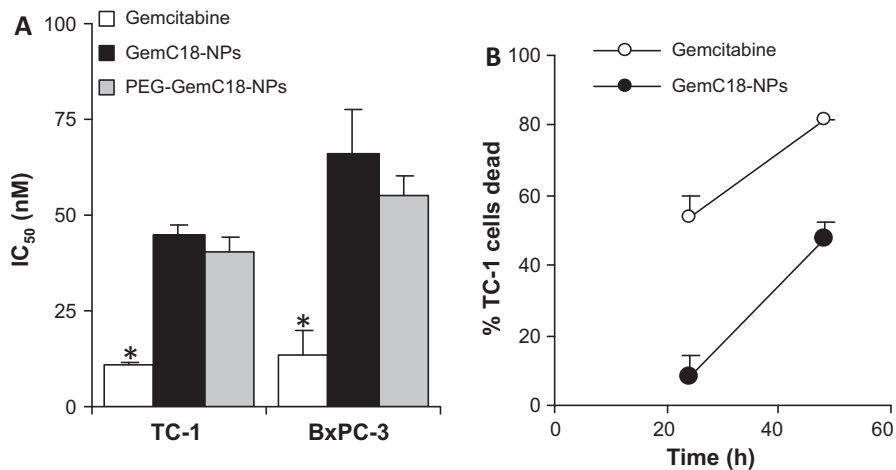 A
Gemcitabine
GemC18-NPs
PEG-GemC18-NPs
100
75
50
25
0
IC50 (nM)
*
*
TC-1
BxPC-3
B
Gemcitabine
GemC18-NPs
100
80
60
40
20
0
% TC-1 cells dead
0
20
40
60
Time (h)